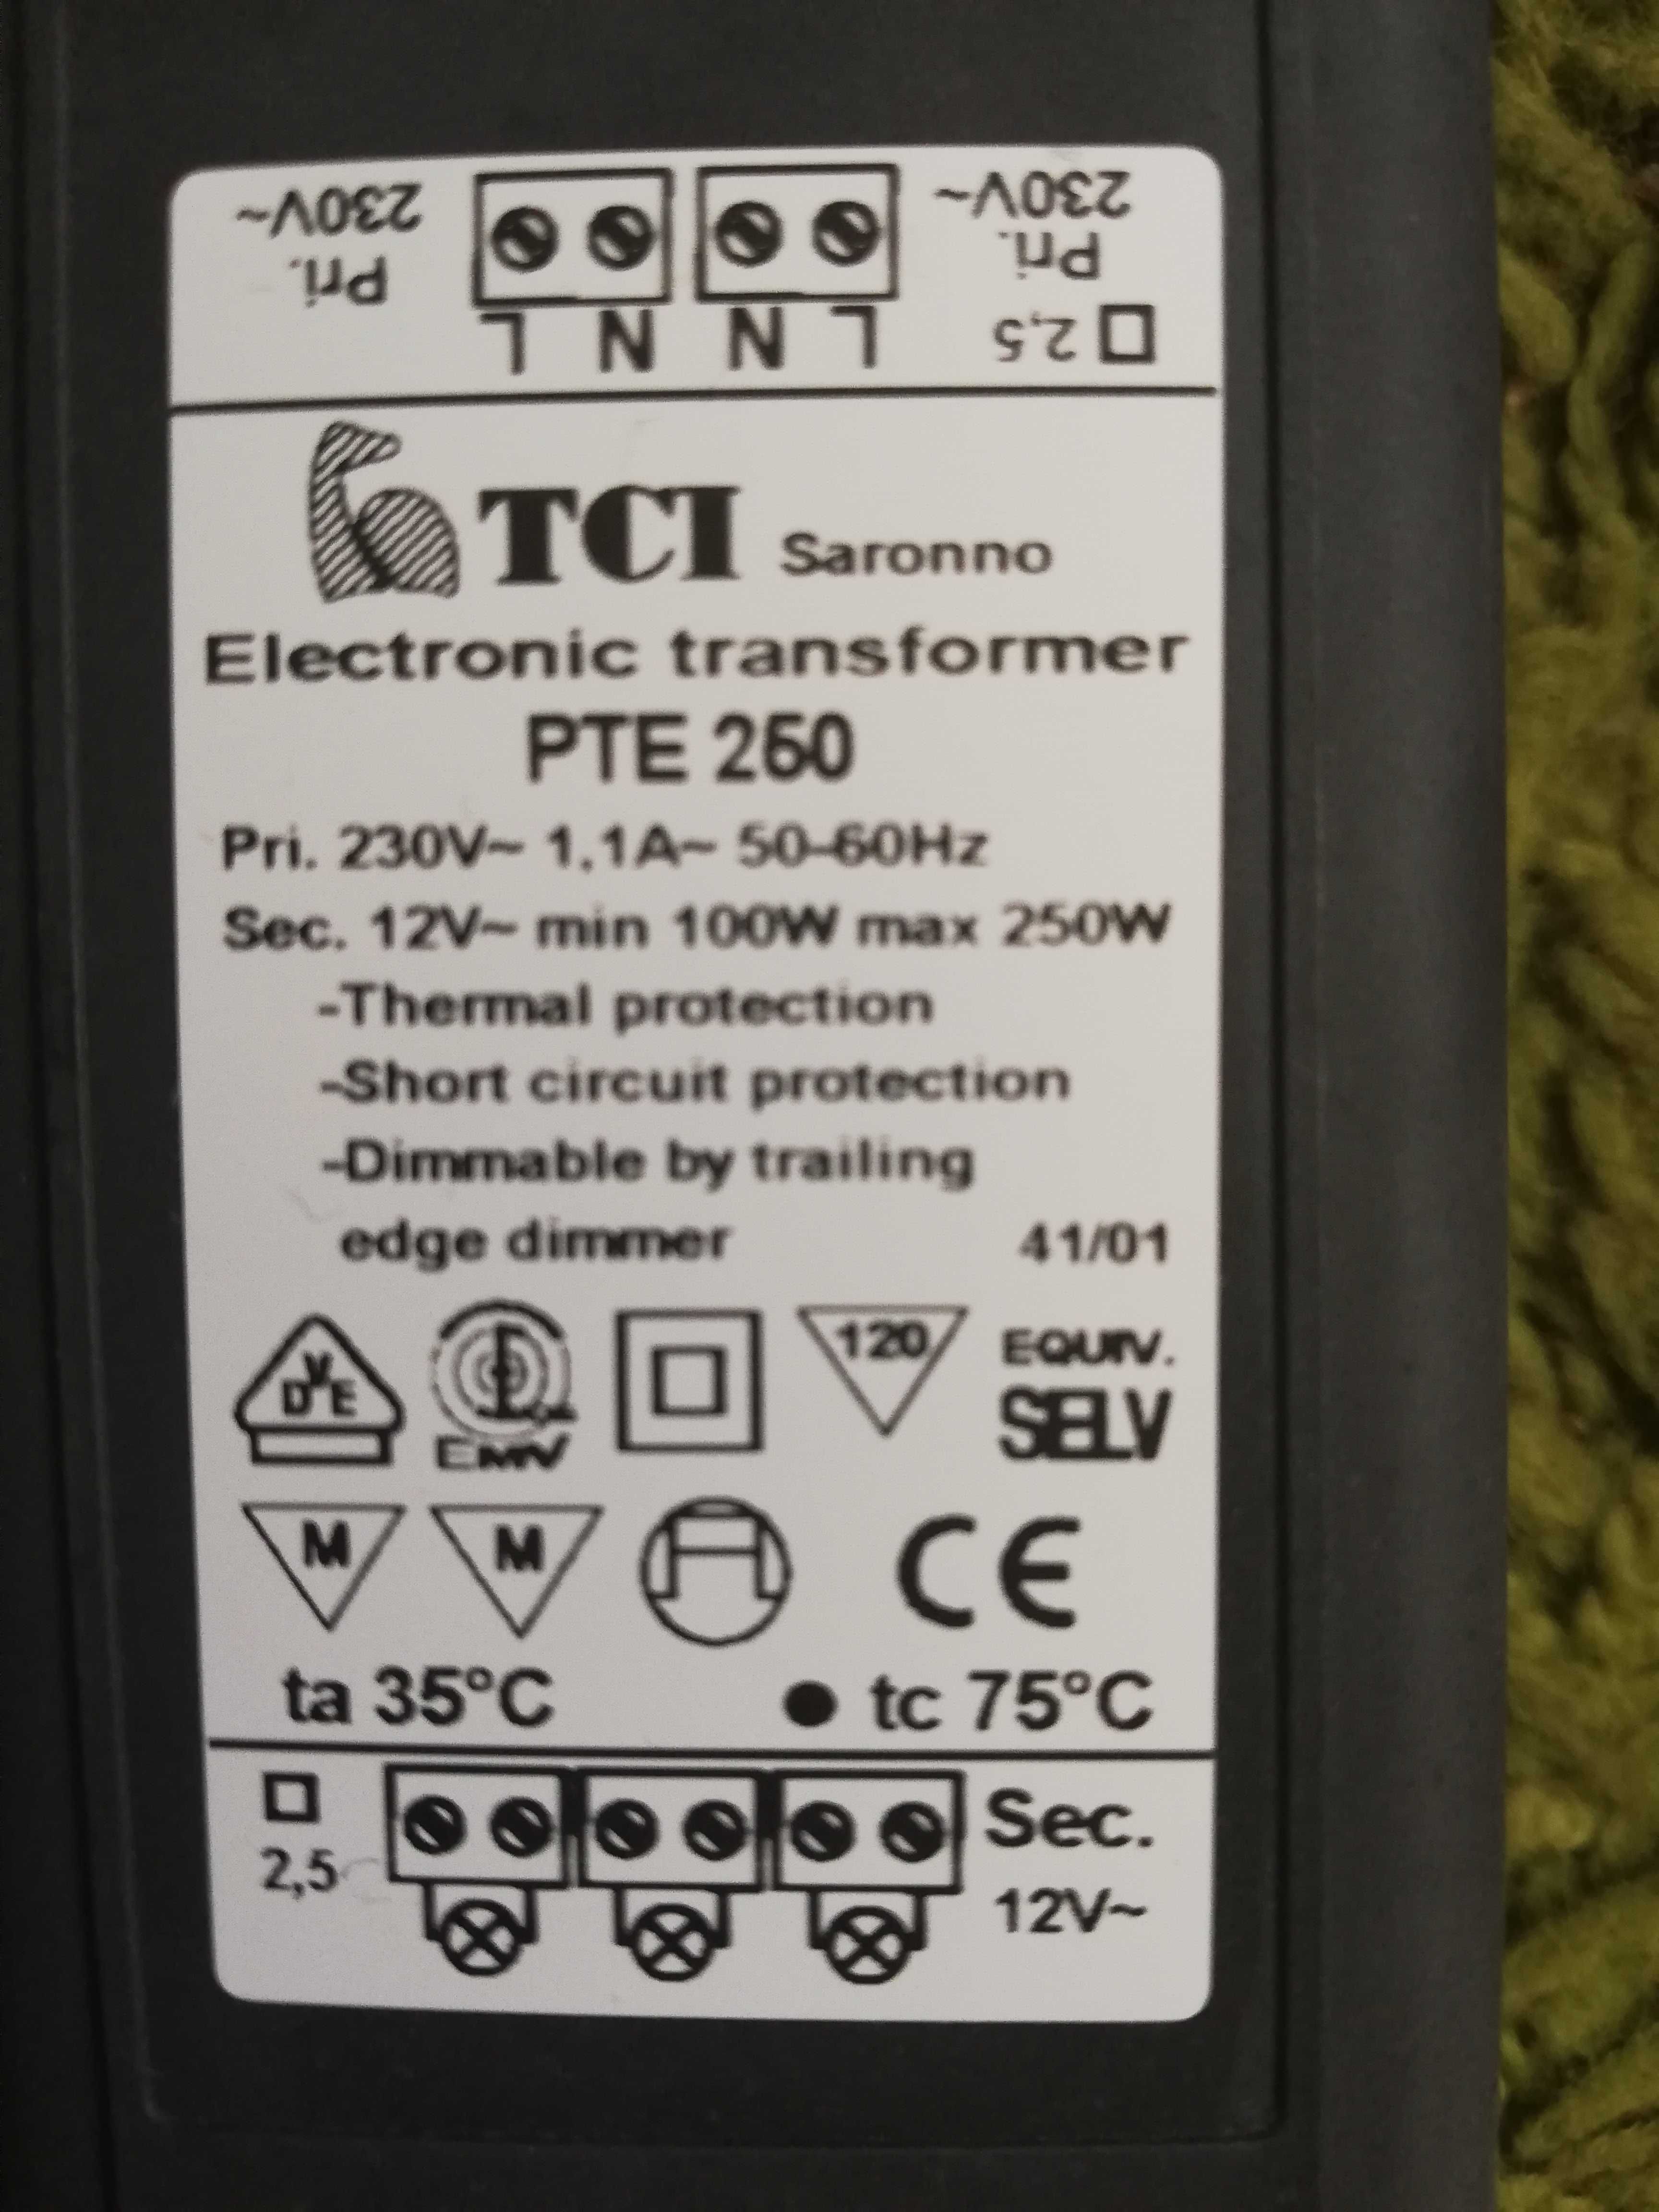 230V~ 230V~
Pri. Pri.
L N N L 2,5
TCI Saronno
Electronic transformer
PTE 250
Pri. 230V~ 1,1A~ 50-60Hz
Sec. 12V~ min 100W max 250W
-Thermal protection
-Short circuit protection
-Dimmable by trailing
edge dimmer 41/01
DVE EMV 120 EQUIV.
SELV
M M CE
ta 35°C ● tc 75°C
Sec.
2,5 12V~